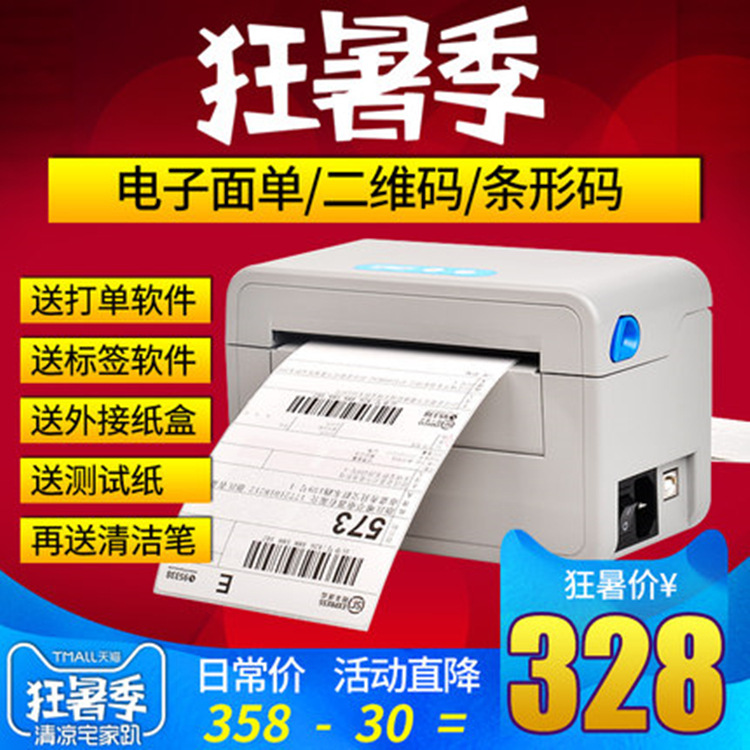 狂暑季
电子面单/二维码/条形码
送打单软件
送标签软件
送外接纸盒
送测试纸
再送清洁笔
573
E
95338
SF
EXPRESS
狂暑价¥
328
TMALL天猫
狂暑季
清凉宅家趴
日常价 活动直降
358 - 30 =